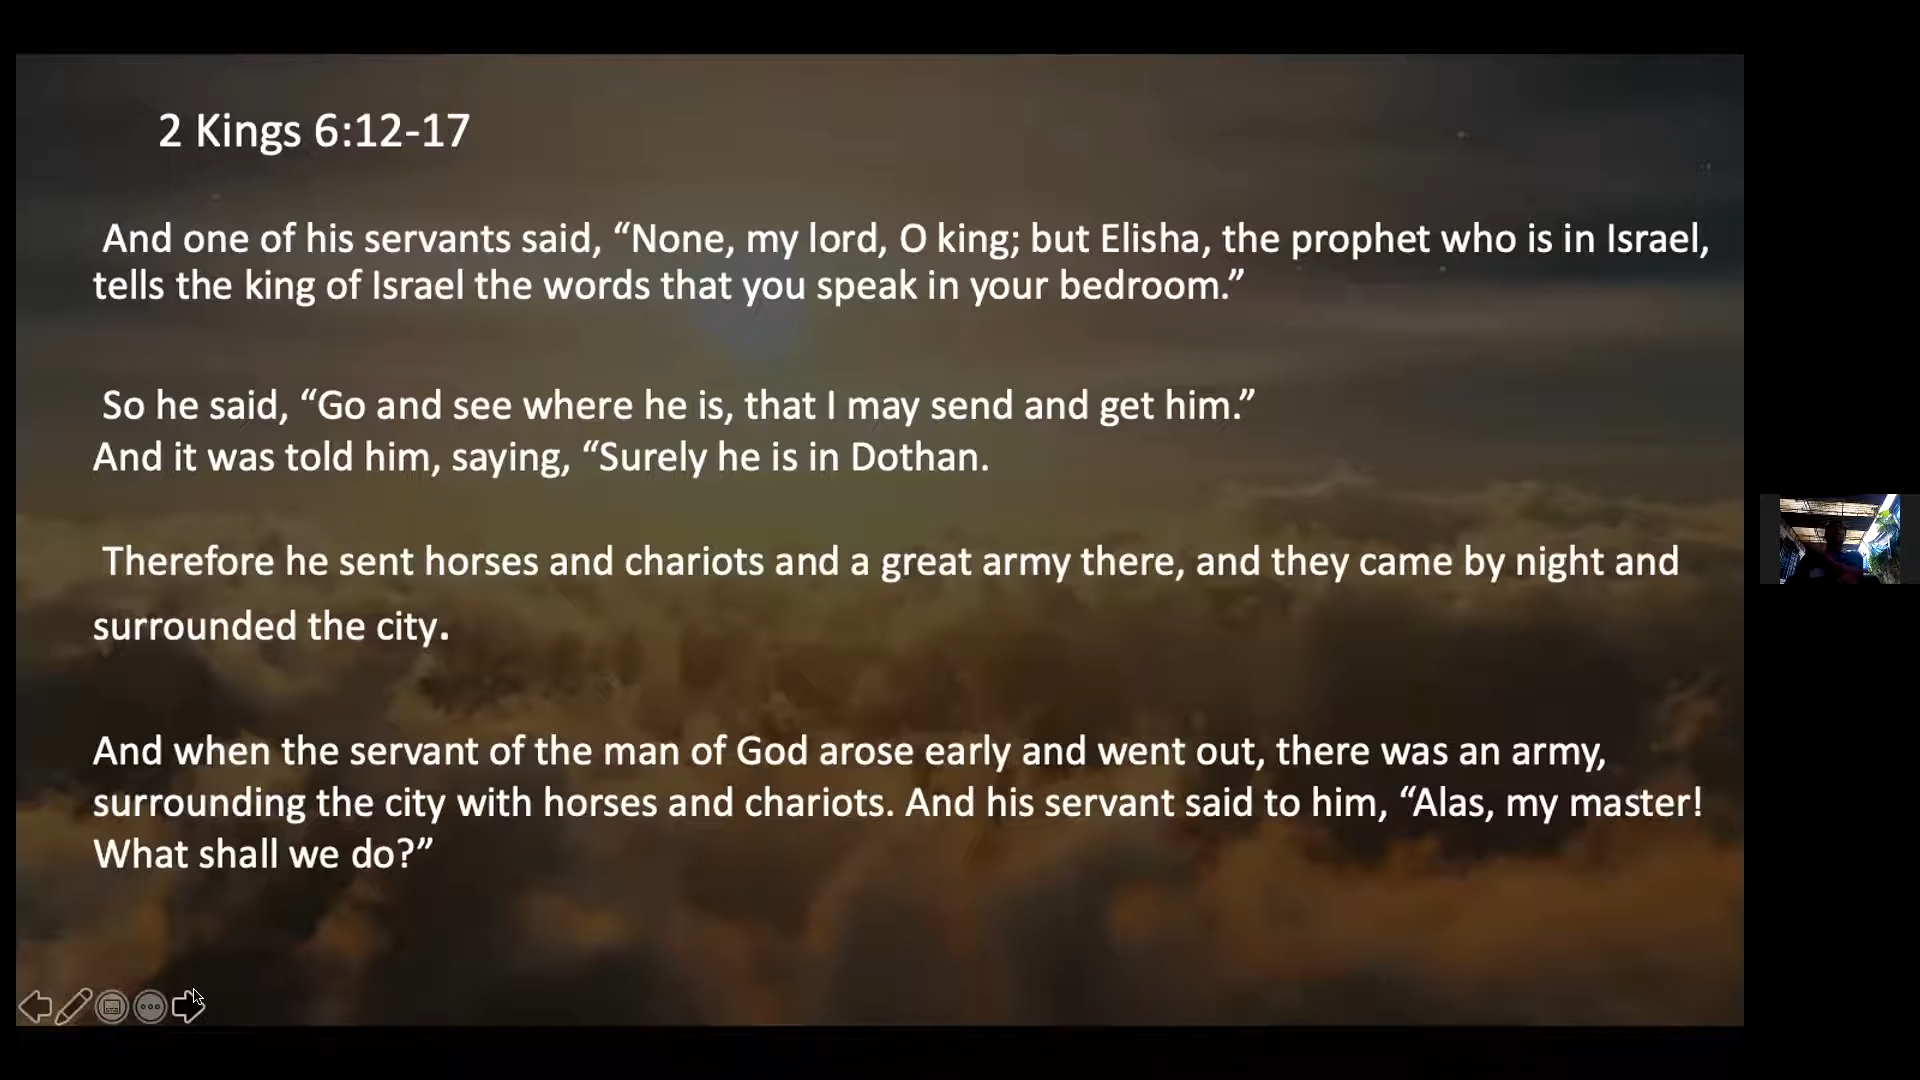 2 Kings 6:12-17
And one of his servants said, “None, my lord, O king; but Elisha, the prophet who is in Israel,
tells the king of Israel the words that you speak in your bedroom.”
So he said, “Go and see where he is, that I may send and get him.”
And it was told him, saying, “Surely he is in Dothan.
Therefore he sent horses and chariots and a great army there, and they came by night and
surrounded the city.
And when the servant of the man of God arose early and went out, there was an army,
surrounding the city with horses and chariots. And his servant said to him, “Alas, my master!
What shall we do?”